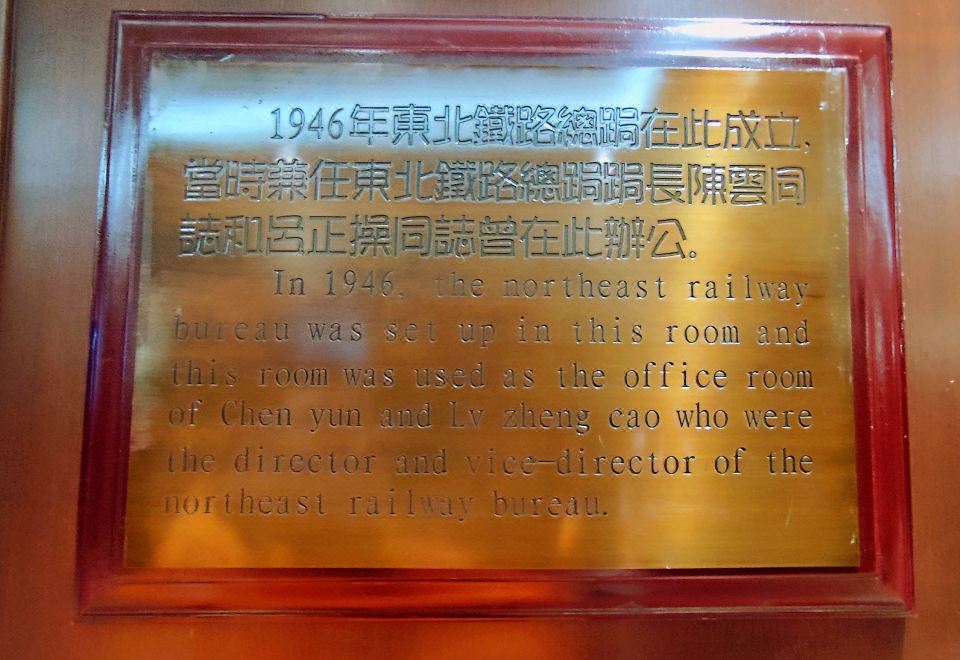 1946年東北鐵路總跼在此成立，
當時兼任東北鐵路總跼跼長陳雲同
誌和呂正操同誌曾在此辦公。
In 1946, the northeast railway
bureau was set up in this room and
this room was used as the office room
of Chen yun and Lv zheng cao who were
the director and vice-director of the
northeast railway bureau.